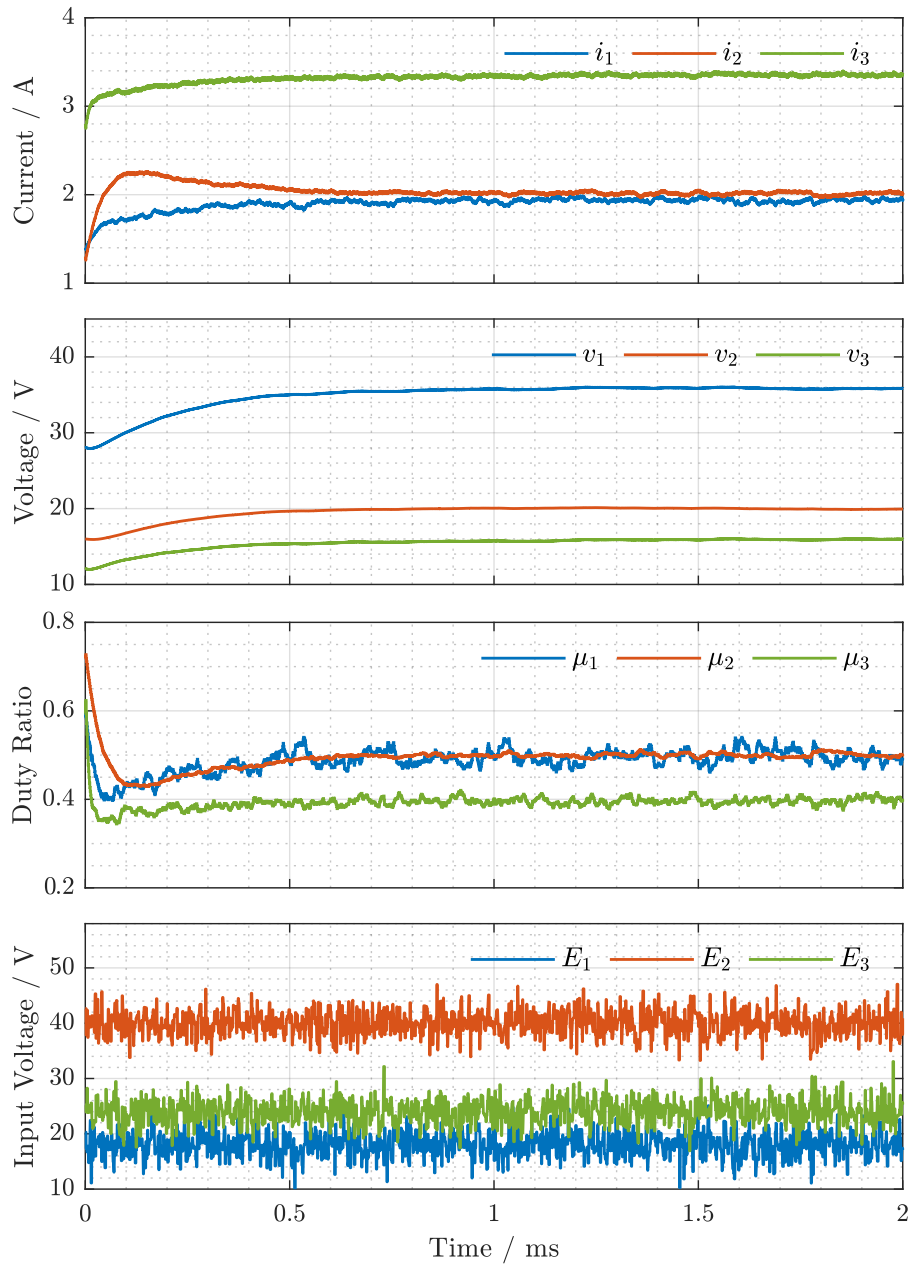 4
3
2
1
Current / A
i₁ i₂ i₃
40
30
20
10
Voltage / V
v₁ v₂ v₃
0.8
0.6
0.4
0.2
Duty Ratio
μ₁ μ₂ μ₃
50
40
30
20
10
Input Voltage / V
E₁ E₂ E₃
0 0.5 1 1.5 2
Time / ms